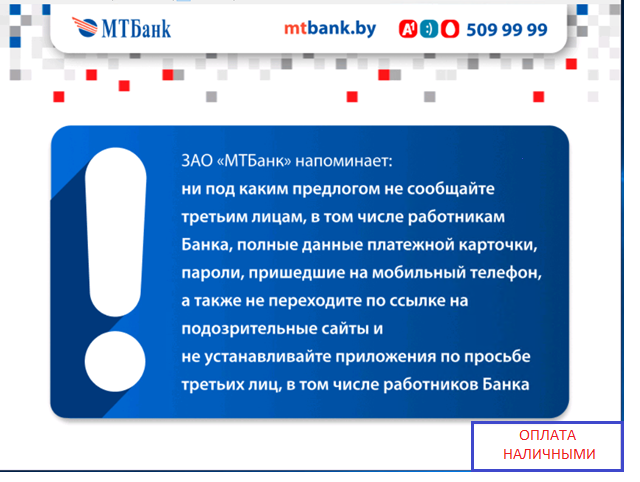 МТБанк mtbank.by A1 :) 509 99 99
ЗАО «МТБанк» напоминает:
ни под каким предлогом не сообщайте
третьим лицам, в том числе работникам
Банка, полные данные платежной карточки,
пароли, пришедшие на мобильный телефон,
а также не переходите по ссылке на
подозрительные сайты и
не устанавливайте приложения по просьбе
третьих лиц, в том числе работников Банка
ОПЛАТА
НАЛИЧНЫМИ